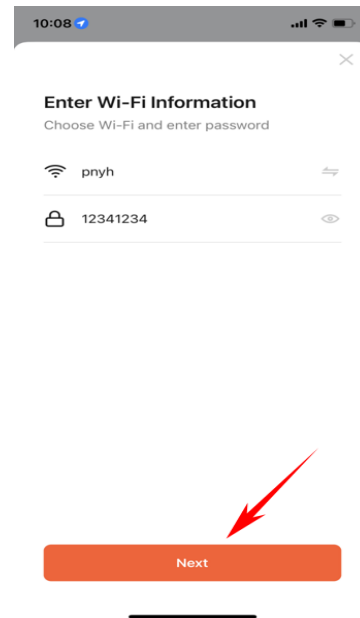 10:08
Enter Wi-Fi Information
Choose Wi-Fi and enter password
pnyh
12341234
Next